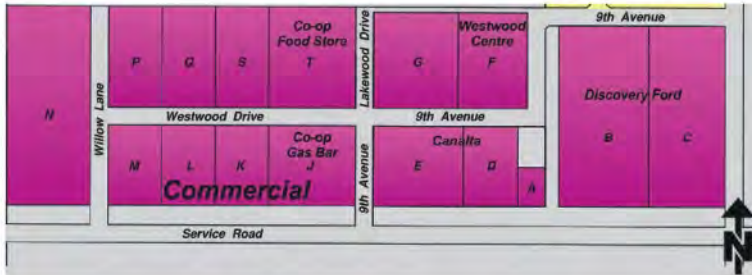 9th Avenue
Co-op
Food Store
Westwood
Centre
Lakewood Drive
P
Q
S
T
G
F
Discovery Ford
N
Willow Lane
Westwood Drive
9th Avenue
Co-op
Gas Bar
Canalta
B
C
M
L
K
J
E
D
A
Commercial
9th Avenue
Service Road
N